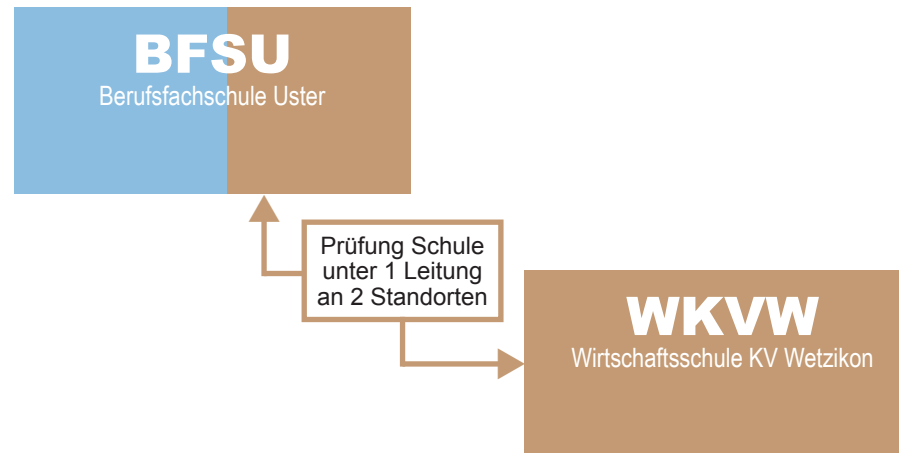 BFSU
Berufsfachschule Uster
Prüfung Schule
unter 1 Leitung
an 2 Standorten
WKVW
Wirtschaftsschule KV Wetzikon